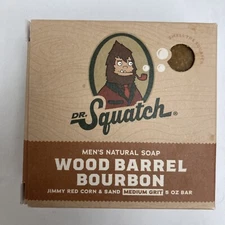 DR.
Squatch®
MEN'S NATURAL SOAP
WOOD BARREL
BOURBON
JIMMY RED CORN & SAND MEDIUM GRIT 5 OZ BAR